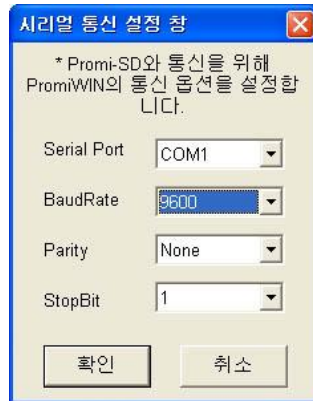 시리얼 통신 설정 창
* Promi-SD와 통신을 위해
PromiWIN의 통신 옵션을 설정합
니다.
Serial Port COM1
BaudRate 9600
Parity None
StopBit 1
확인 취소